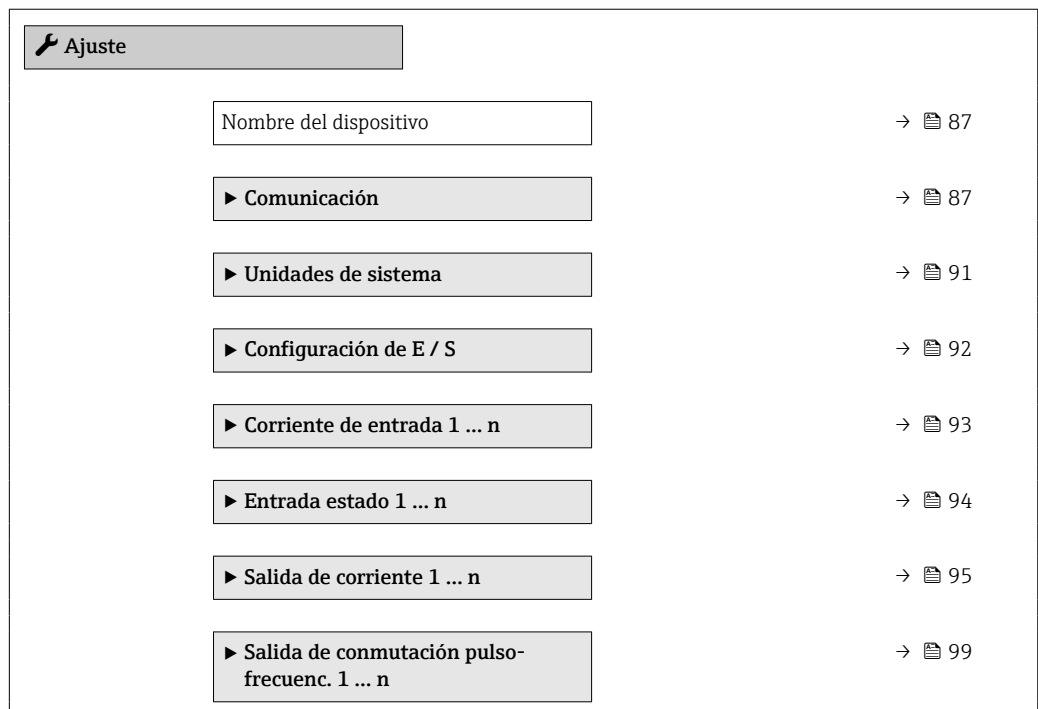 Ajuste
Nombre del dispositivo → 87
▶ Comunicación → 87
▶ Unidades de sistema → 91
▶ Configuración de E / S → 92
▶ Corriente de entrada 1 ... n → 93
▶ Entrada estado 1 ... n → 94
▶ Salida de corriente 1 ... n → 95
▶ Salida de conmutación pulso- → 99
frecuenc. 1 ... n